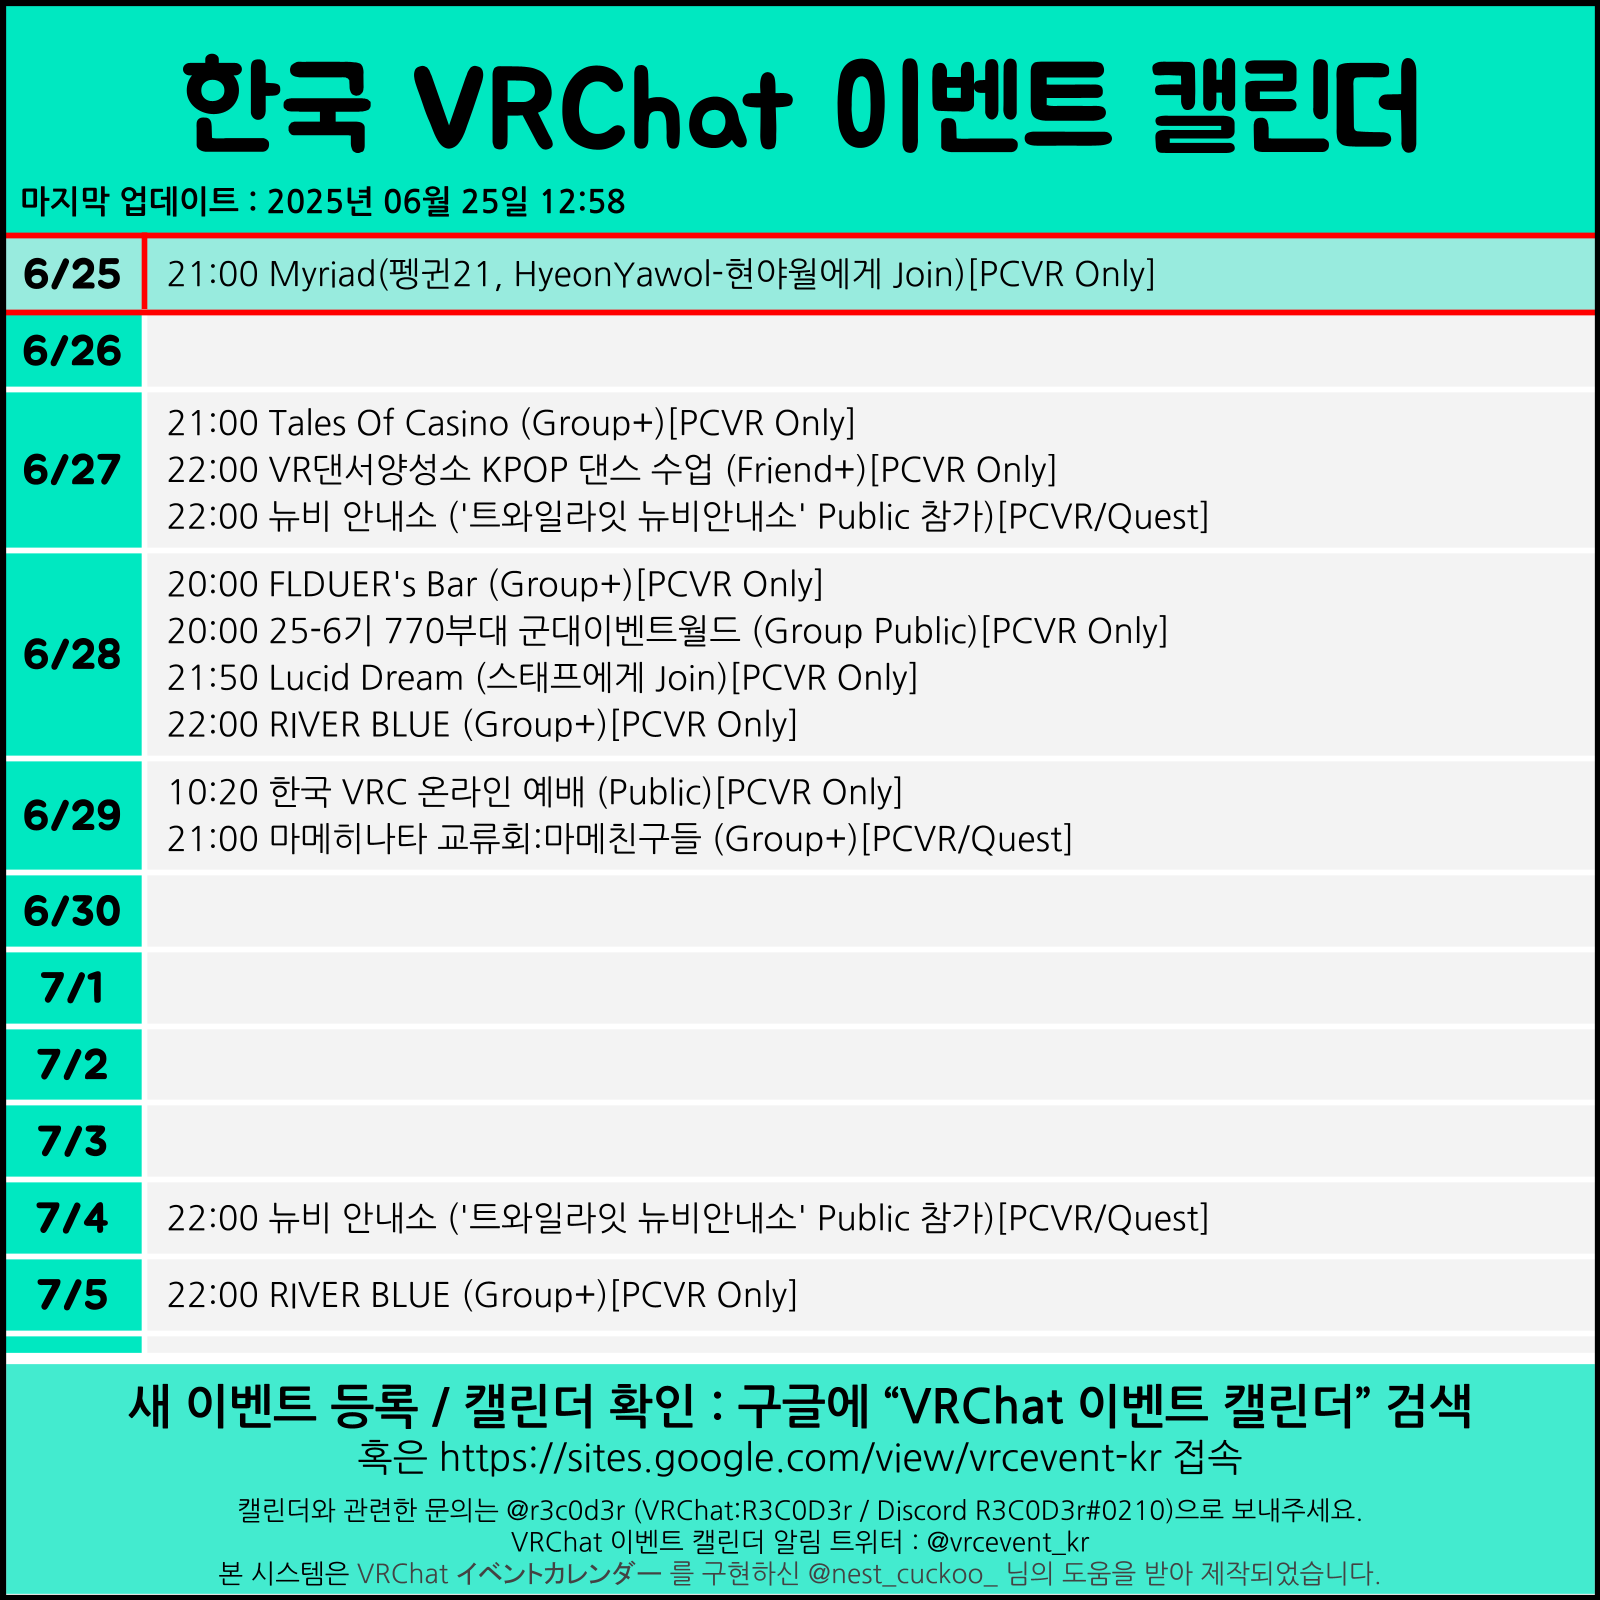 한국 VRChat 이벤트 캘린더
마지막 업데이트 : 2025년 06월 25일 12:58
6/25
21:00 Myriad(펭귄21, HyeonYawol-현야월에게 Join)[PCVR Only]
6/26
6/27
21:00 Tales Of Casino (Group+)[PCVR Only]
22:00 VR댄서양성소 KPOP 댄스 수업 (Friend+)[PCVR Only]
22:00 뉴비 안내소 ('트와일라잇 뉴비안내소' Public 참가)[PCVR/Quest]
6/28
20:00 FLDUER's Bar (Group+)[PCVR Only]
20:00 25-6기 770부대 군대이벤트월드 (Group Public)[PCVR Only]
21:50 Lucid Dream (스태프에게 Join)[PCVR Only]
22:00 RIVER BLUE (Group+)[PCVR Only]
6/29
10:20 한국 VRC 온라인 예배 (Public)[PCVR Only]
21:00 마메히나타 교류회:마메친구들 (Group+)[PCVR/Quest]
6/30
7/1
7/2
7/3
7/4
22:00 뉴비 안내소 ('트와일라잇 뉴비안내소' Public 참가)[PCVR/Quest]
7/5
22:00 RIVER BLUE (Group+)[PCVR Only]
새 이벤트 등록 / 캘린더 확인 : 구글에 “VRChat 이벤트 캘린더” 검색
혹은 https://sites.google.com/view/vrcevent-kr 접속
캘린더와 관련한 문의는 @r3c0d3r (VRChat:R3C0D3r / Discord R3C0D3r#0210)으로 보내주세요.
VRChat 이벤트 캘린더 알림 트위터 : @vrcevent_kr
본 시스템은 VRChat イベントカレンダー 를 구현하신 @nest_cuckoo_ 님의 도움을 받아 제작되었습니다.